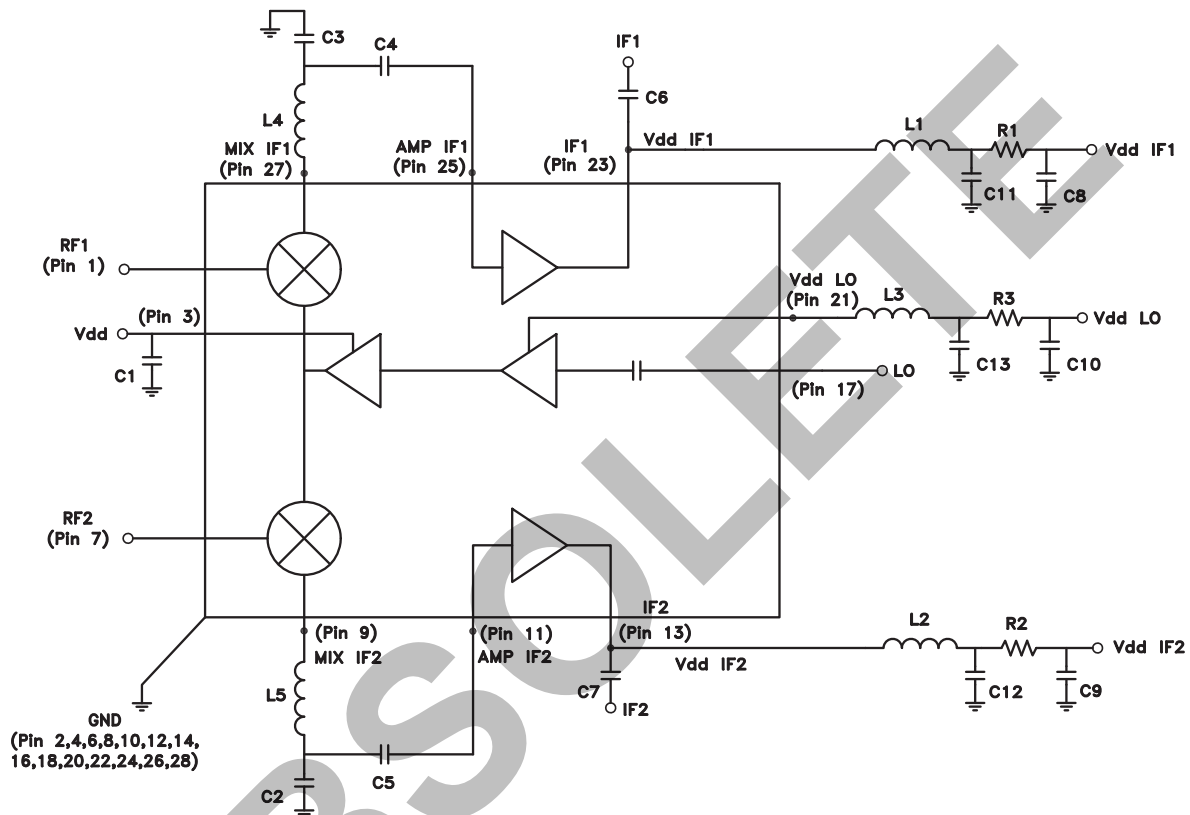 C3
C4
IF1
C6
L4
MIX IF1
(Pin 27)
AMP IF1
(Pin 25)
IF1
(Pin 23)
Vdd IF1
L1
R1
Vdd IF1
C11
C8
RF1
(Pin 1)
Vdd
(Pin 3)
C1
Vdd LO
(Pin 21)
L3
R3
Vdd LO
C13
C10
LO
(Pin 17)
RF2
(Pin 7)
(Pin 9)
MIX IF2
(Pin 11)
AMP IF2
IF2
(Pin 13)
Vdd IF2
L2
R2
Vdd IF2
C12
C9
L5
C7
IF2
GND
(Pin 2,4,6,8,10,12,14,
16,18,20,22,24,26,28)
C5
C2
OBSOLETE